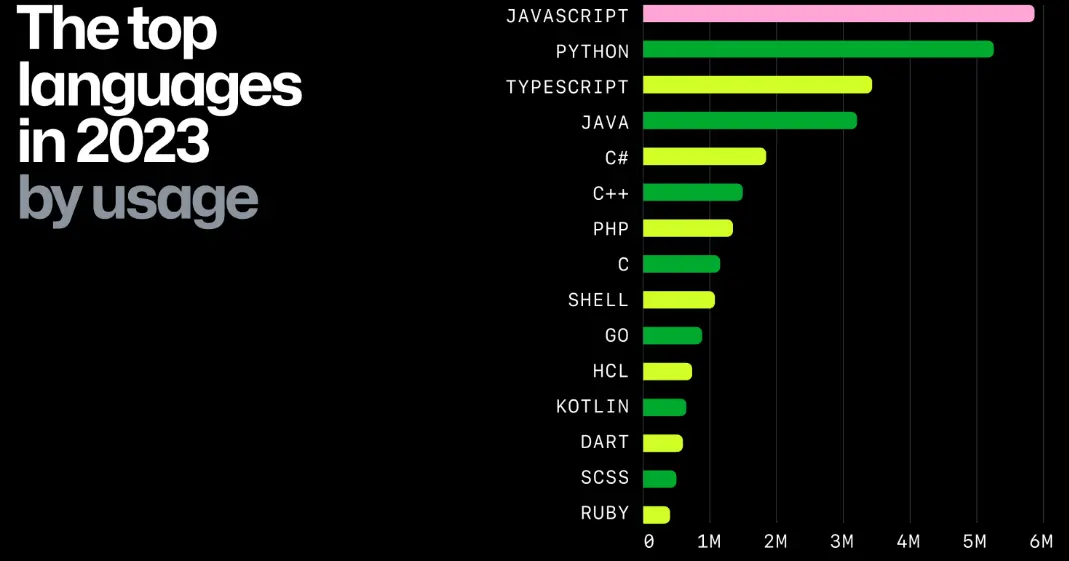 The top
languages
in 2023
by usage
JAVASCRIPT
PYTHON
TYPESCRIPT
JAVA
C#
C++
PHP
C
SHELL
GO
HCL
KOTLIN
DART
SCSS
RUBY
0 1M 2M 3M 4M 5M 6M